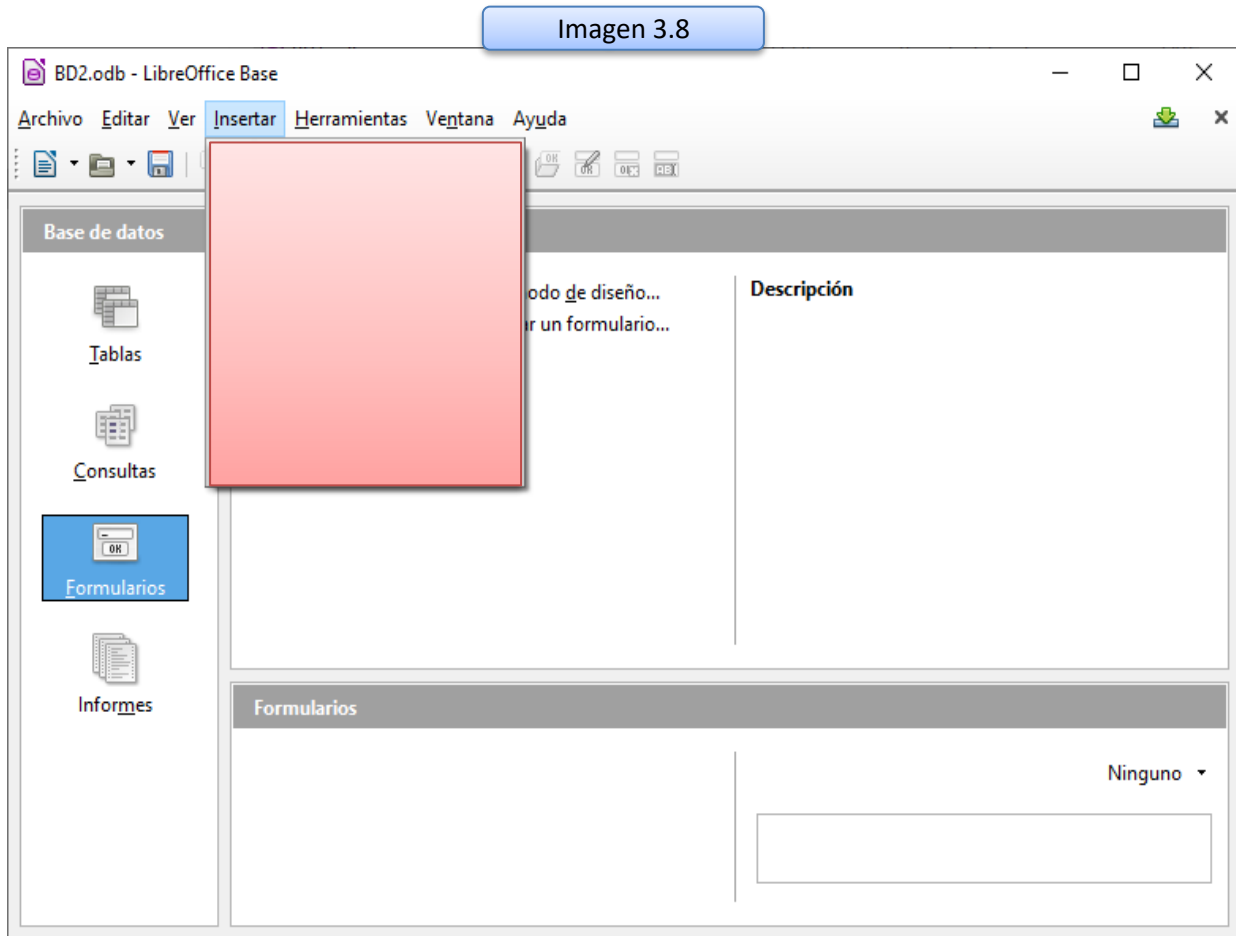 Imagen 3.8
BD2.odb - LibreOffice Base
Archivo Editar Ver Insertar Herramientas Ventana Ayuda
Base de datos
Tablas
Consultas
Formularios
Informes
odo de diseño...
r un formulario...
Descripción
Formularios
Ninguno